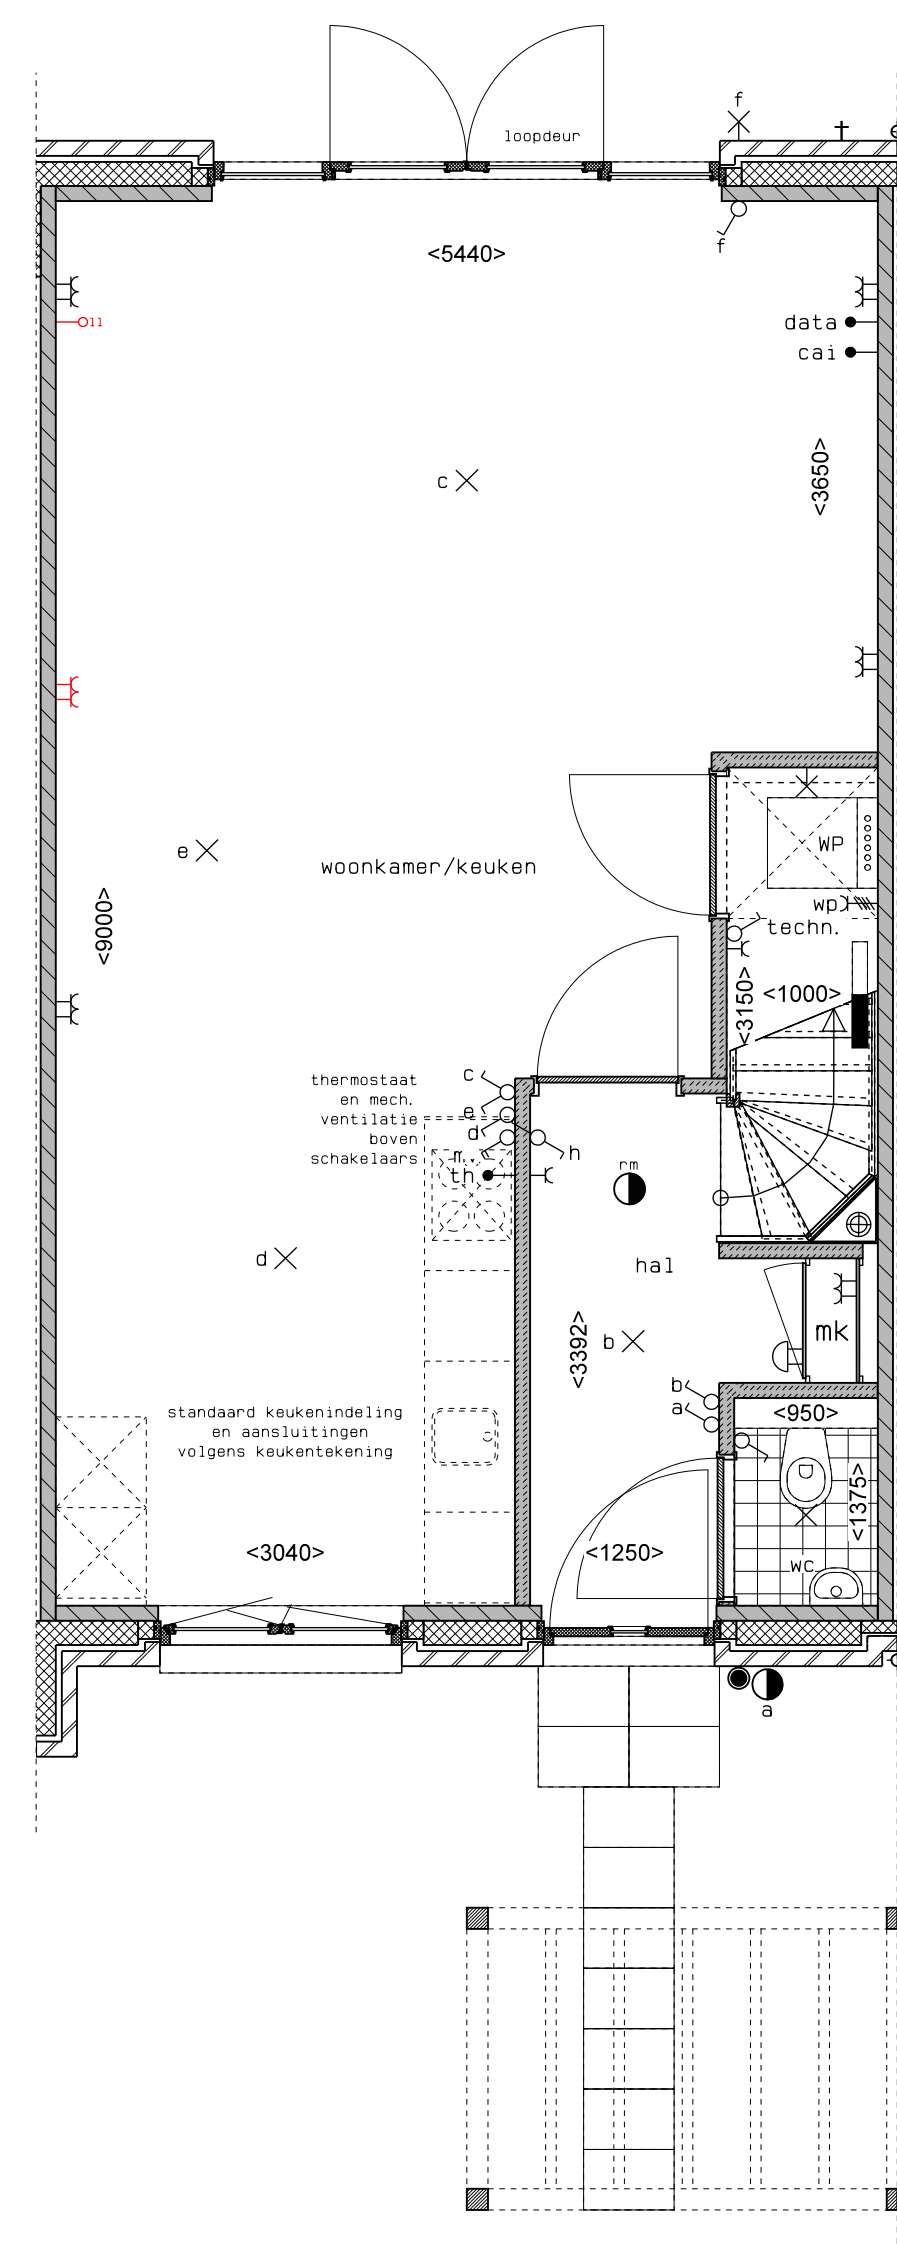 f
loopdeur
f
<5440>
11
data
cai
c
<3650>
e
woonkamer/keuken
WP
wp
techn.
<9000>
<3150>
<1000>
thermostaat
en mech.
ventilatie
boven
schakelaars
c
e
d
h
th.
rm
hal
d
<3392>
b
mk
b
a
standaard keukenindeling
en aansluitingen
volgens keukentekening
<950>
<1375>
<3040>
<1250>
wc
a